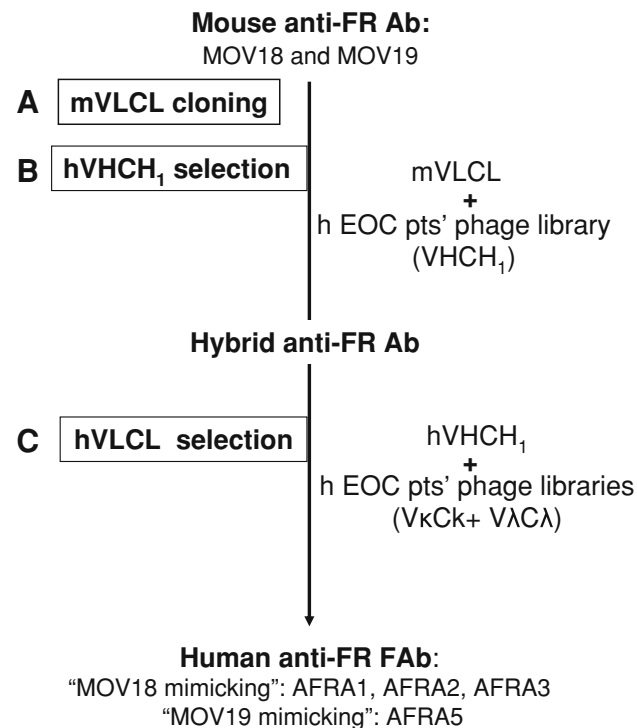 Mouse anti-FR Ab:
MOV18 and MOV19
A mVLCL cloning
B hVHCH₁ selection
mVLCL
+
h EOC pts’ phage library
(VHCH₁)
Hybrid anti-FR Ab
C hVLCL selection
hVHCH₁
+
h EOC pts’ phage libraries
(VκCk+ VλCλ)
Human anti-FR FAb:
“MOV18 mimicking”: AFRA1, AFRA2, AFRA3
“MOV19 mimicking”: AFRA5